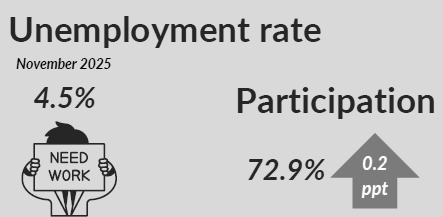 Unemployment rate
November 2025
4.5%
NEED
WORK
Participation
72.9%
0.2
ppt